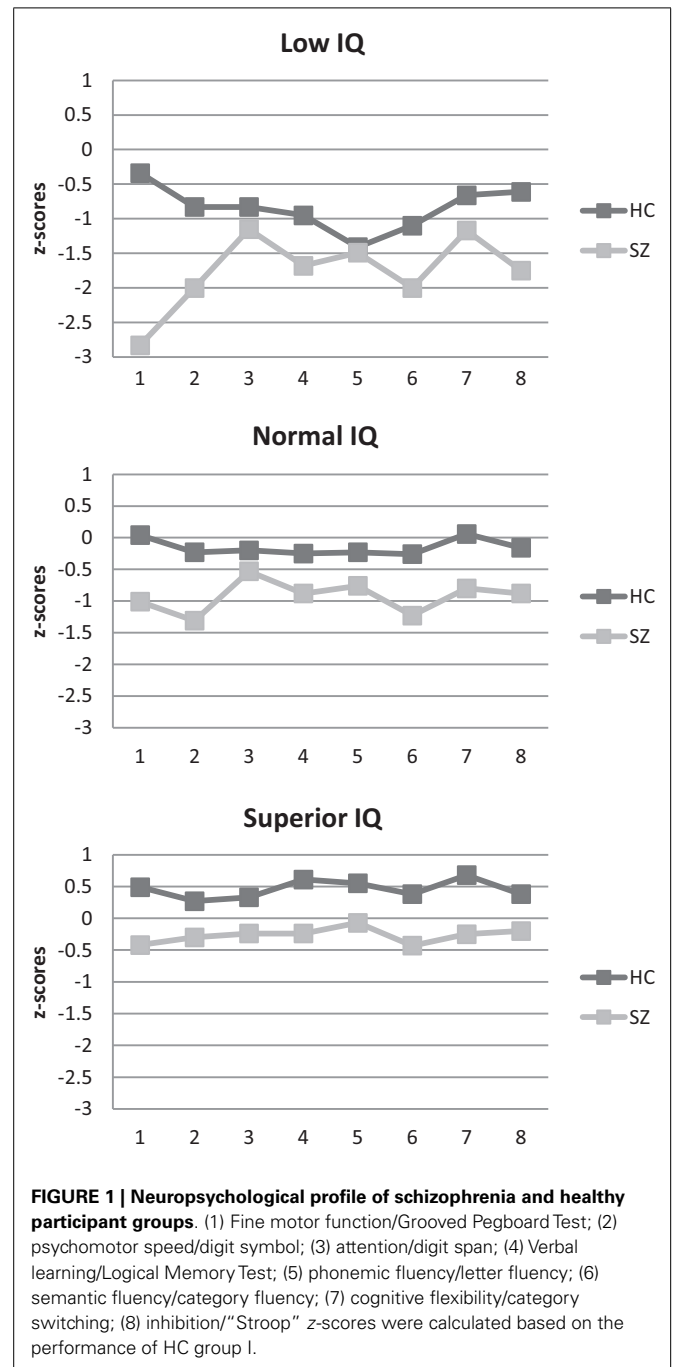 Low IQ
1
0.5
0
-0.5
-1
-1.5
-2
-2.5
-3
z-scores
1 2 3 4 5 6 7 8
HC
SZ
Normal IQ
1
0.5
0
-0.5
-1
-1.5
-2
-2.5
-3
z-scores
1 2 3 4 5 6 7 8
HC
SZ
Superior IQ
1
0.5
0
-0.5
-1
-1.5
-2
-2.5
-3
z-scores
1 2 3 4 5 6 7 8
HC
SZ
FIGURE 1 | Neuropsychological profile of schizophrenia and healthy
participant groups. (1) Fine motor function/Grooved Pegboard Test; (2)
psychomotor speed/digit symbol; (3) attention/digit span; (4) Verbal
learning/Logical Memory Test; (5) phonemic fluency/letter fluency; (6)
semantic fluency/category fluency; (7) cognitive flexibility/category
switching; (8) inhibition/“Stroop” z-scores were calculated based on the
performance of HC group I.